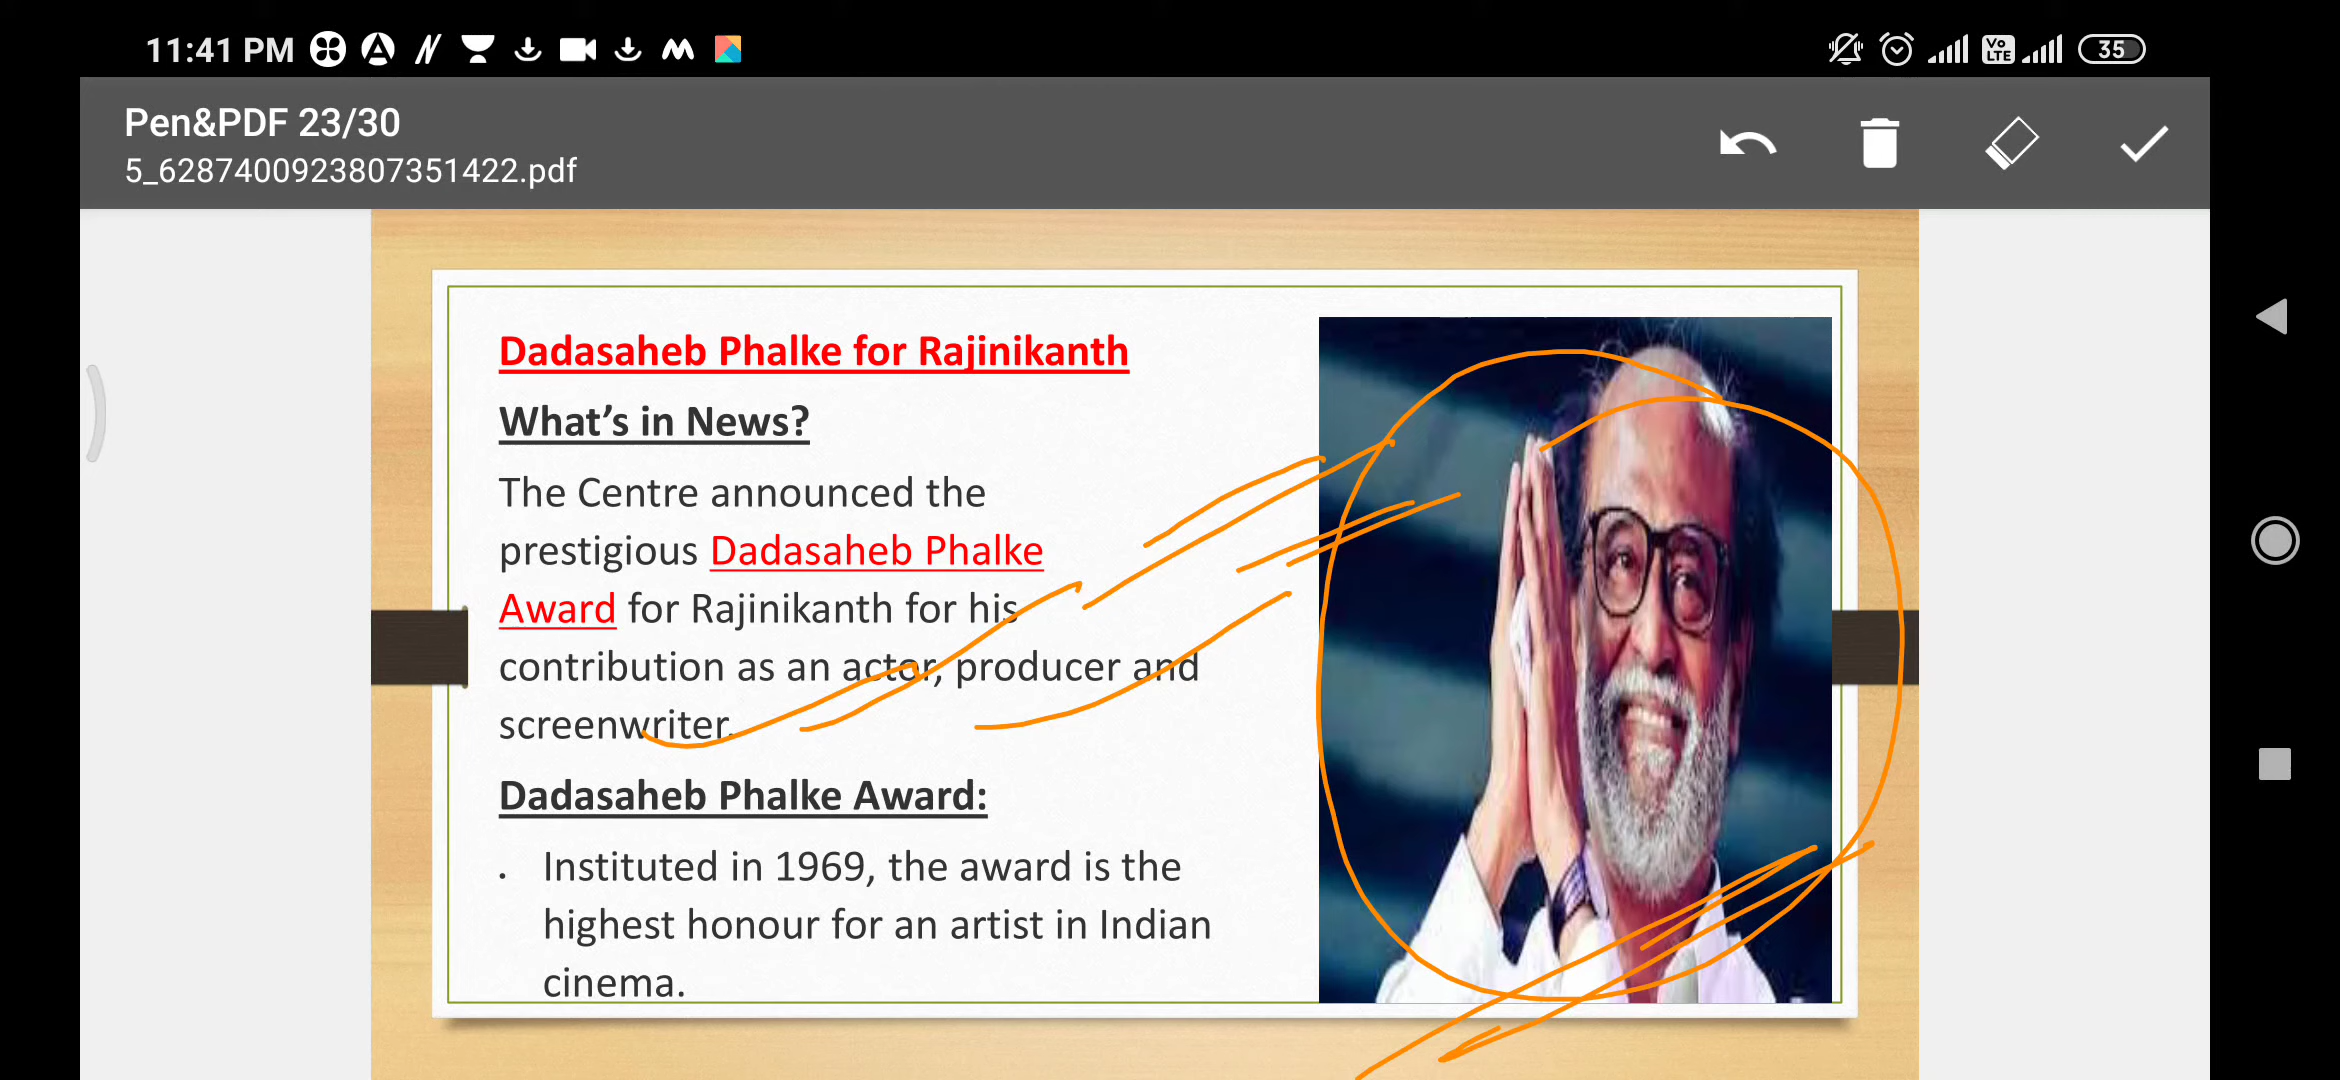 11:41 PM
Vo LTE
35
Pen&PDF 23/30
5_6287400923807351422.pdf
Dadasaheb Phalke for Rajinikanth
What’s in News?
The Centre announced the
prestigious Dadasaheb Phalke
Award for Rajinikanth for his
contribution as an actor, producer and
screenwriter.
Dadasaheb Phalke Award:
• Instituted in 1969, the award is the
highest honour for an artist in Indian
cinema.